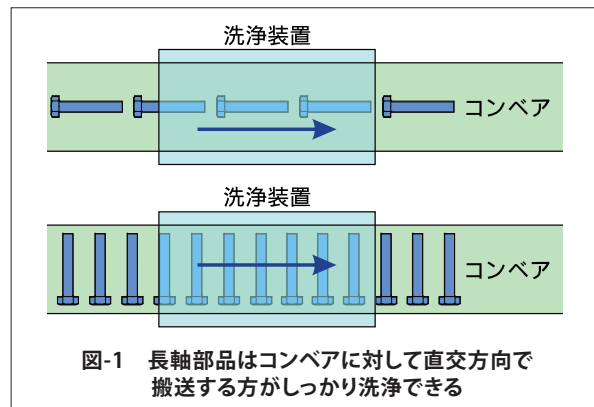 洗浄装置
コンベア
洗浄装置
コンベア
図-1 長軸部品はコンベアに対して直交方向で
搬送する方がしっかり洗浄できる